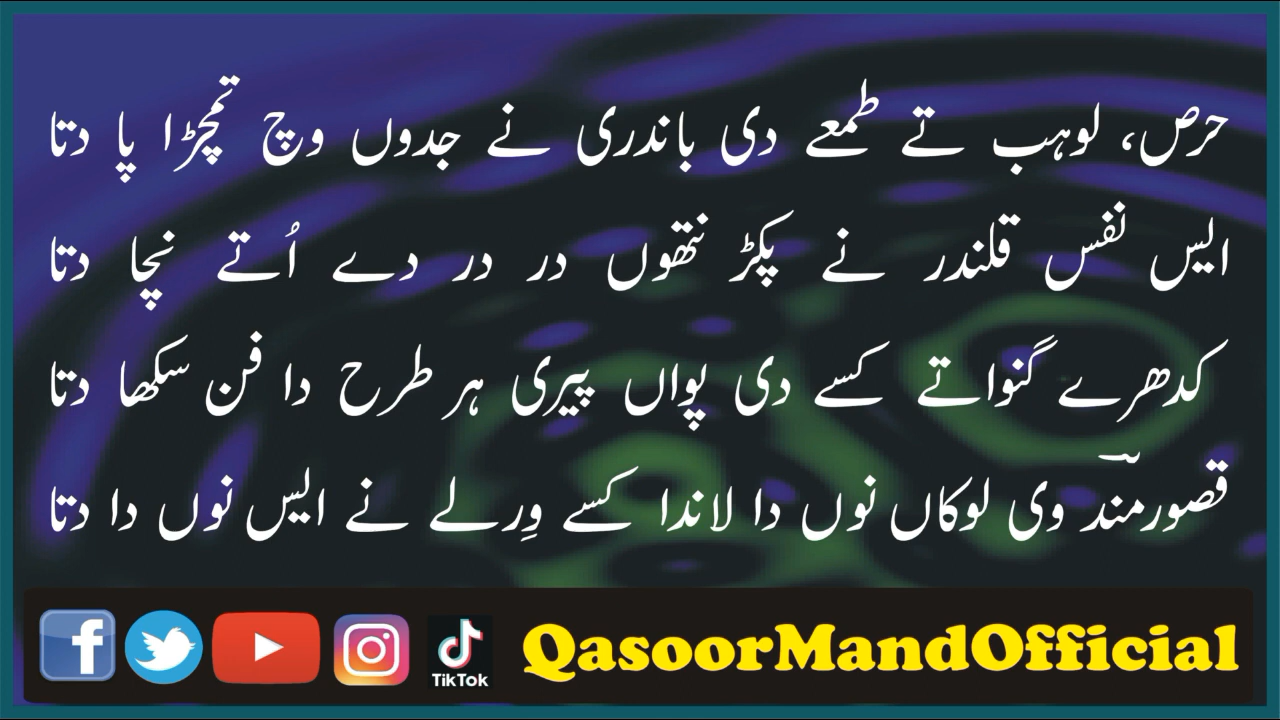 حرص، لوہب تے طمعے دی باندری نے جدوں وچ تمچڑا پا دتا
ایس نفس قلندر نے پکڑ نتھوں در در دے اُتے نچا دتا
کدھرے گنواتے کسے دی پواں پیری ہر طرح دا فن سکھا دتا
قصورمند وی لوکاں نوں دا لاندا کسے وِرلے نے ایس نوں دا دتا
TikTok
QasoorMandOfficial